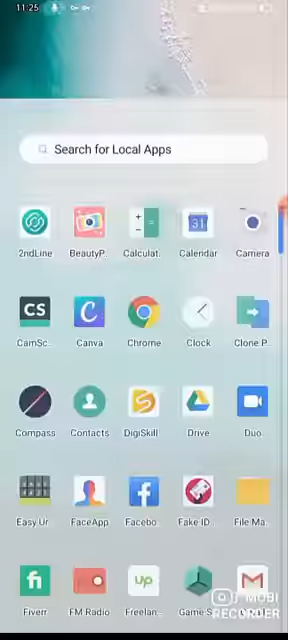 11:25
Search for Local Apps
31
2ndLine BeautyP.. Calculat.. Calendar Camera
CS
CamSc.. Canva Chrome Clock Clone P..
Compass Contacts DigiSkill.. Drive Duo
Easy Ur.. FaceApp Facebo.. Fake ID .. File Ma..
fi up
Fiverr FM Radio Freelan.. Game S..
MOBI
RECORDER